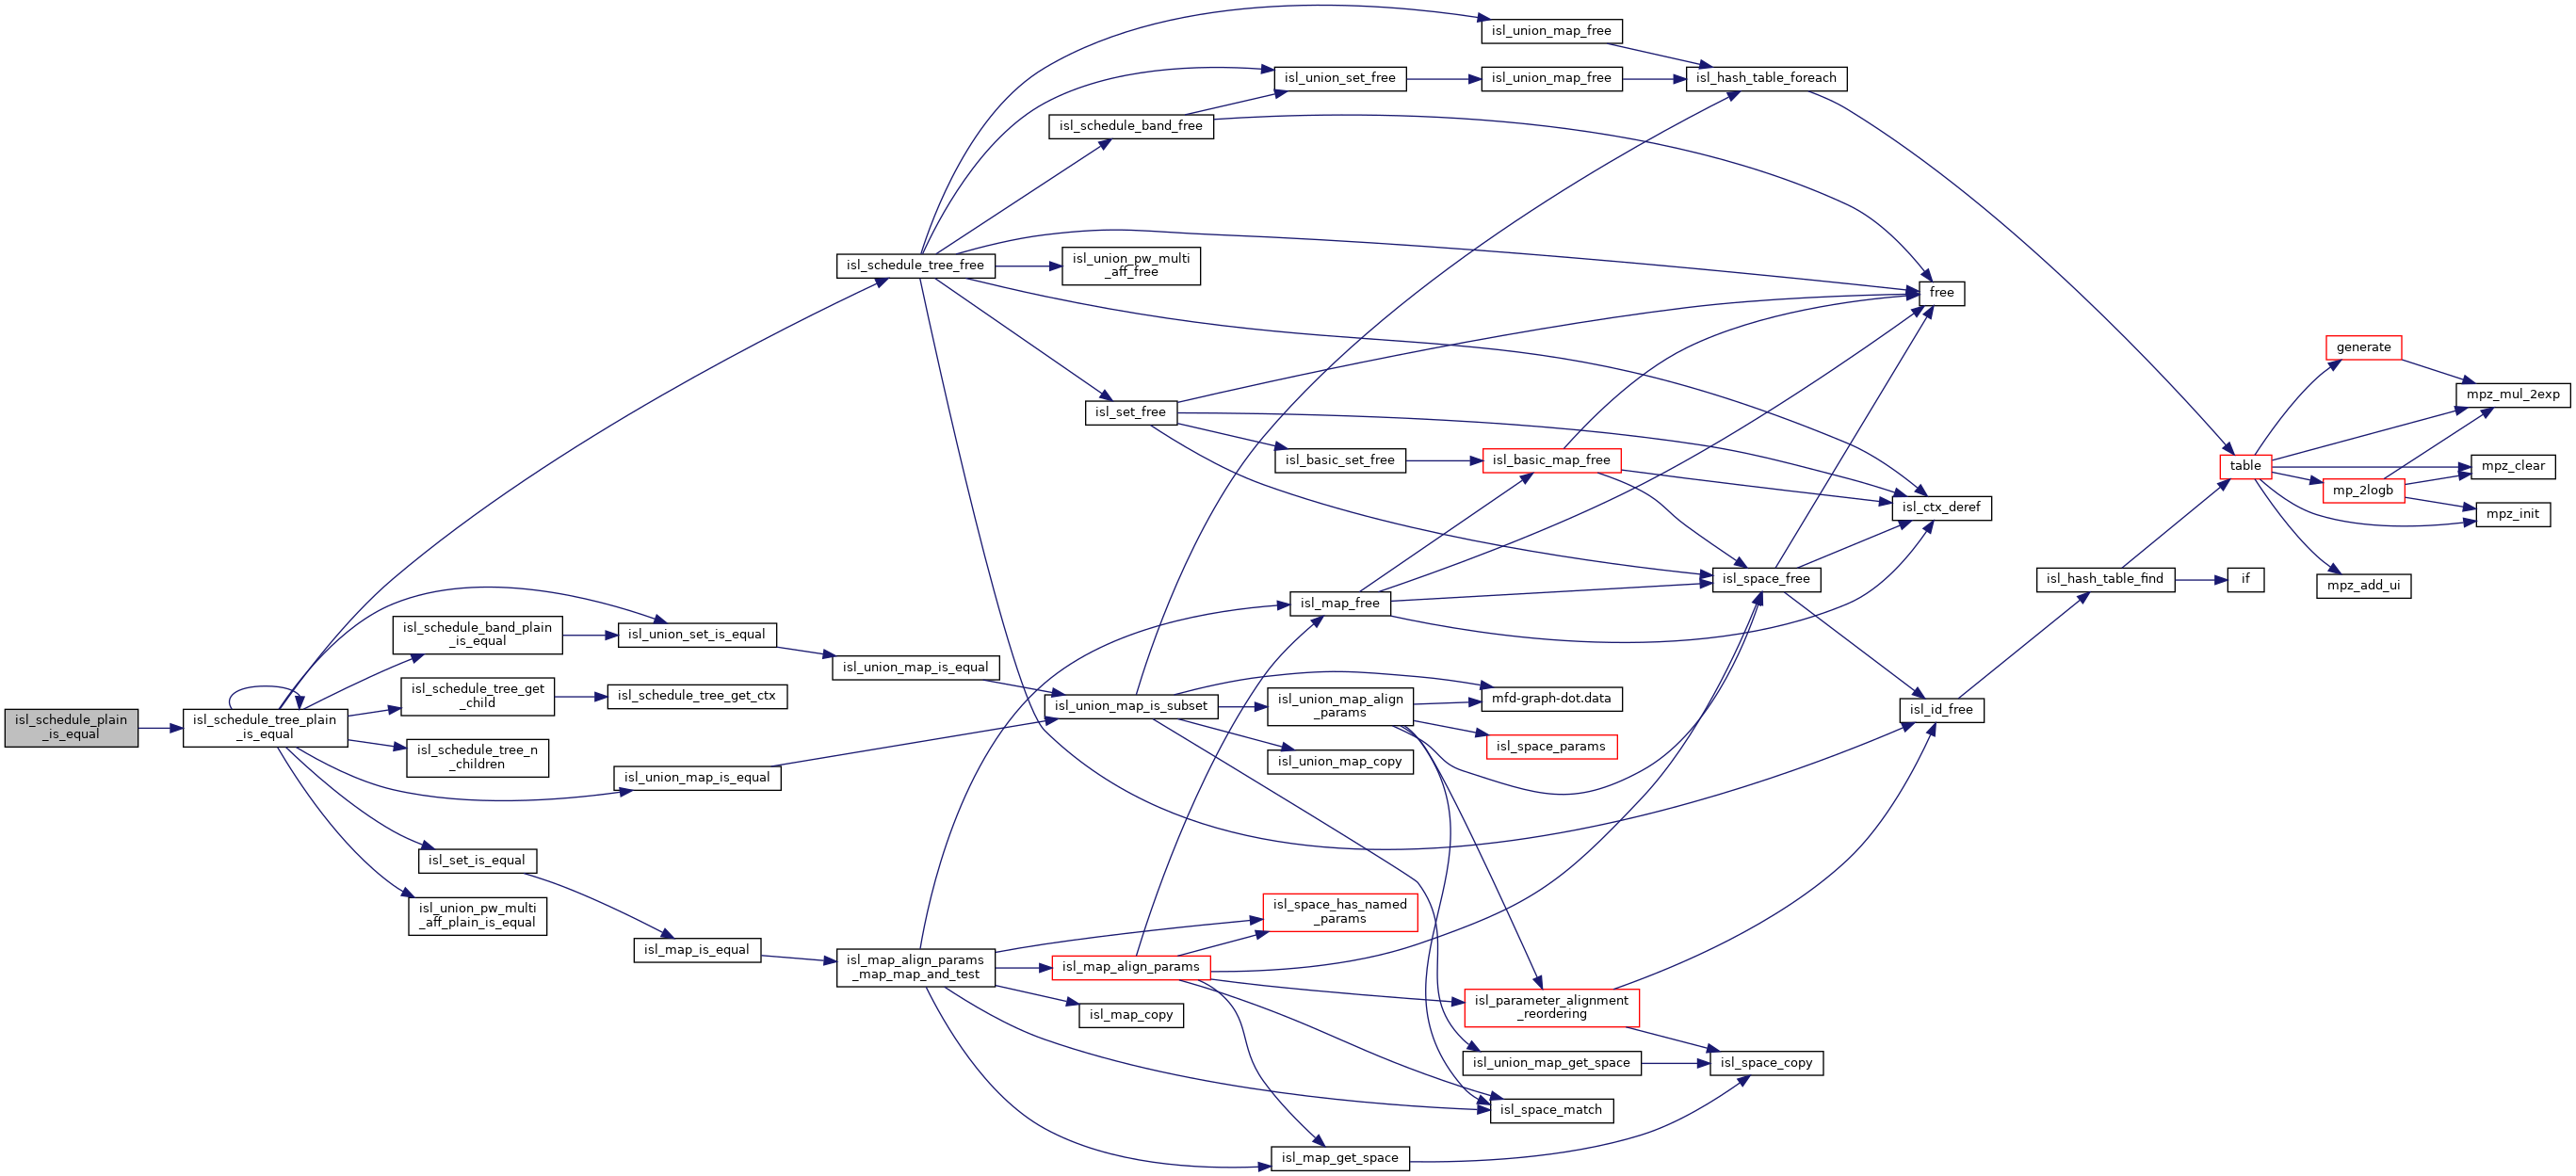 isl_schedule_plain
_is_equal
isl_schedule_tree_plain
_is_equal
isl_schedule_band_plain
_is_equal
isl_schedule_tree_get
_child
isl_schedule_tree_n
_children
isl_set_is_equal
isl_union_pw_multi
_aff_plain_is_equal
isl_union_set_is_equal
isl_schedule_tree_get_ctx
isl_union_map_is_equal
isl_map_is_equal
isl_schedule_tree_free
isl_union_map_is_equal
isl_map_align_params
_map_map_and_test
isl_schedule_band_free
isl_union_pw_multi
_aff_free
isl_set_free
isl_union_map_is_subset
isl_map_align_params
isl_map_copy
isl_union_set_free
isl_basic_set_free
isl_map_free
isl_union_map_align
_params
isl_union_map_copy
isl_space_has_named
_params
isl_map_get_space
isl_union_map_free
isl_union_map_free
isl_basic_map_free
mfd-graph-dot.data
isl_space_params
isl_parameter_alignment
_reordering
isl_union_map_get_space
isl_space_match
isl_hash_table_foreach
isl_space_free
isl_space_copy
free
isl_ctx_deref
isl_id_free
isl_hash_table_find
table
if
generate
mp_2logb
mpz_add_ui
mpz_mul_2exp
mpz_clear
mpz_init